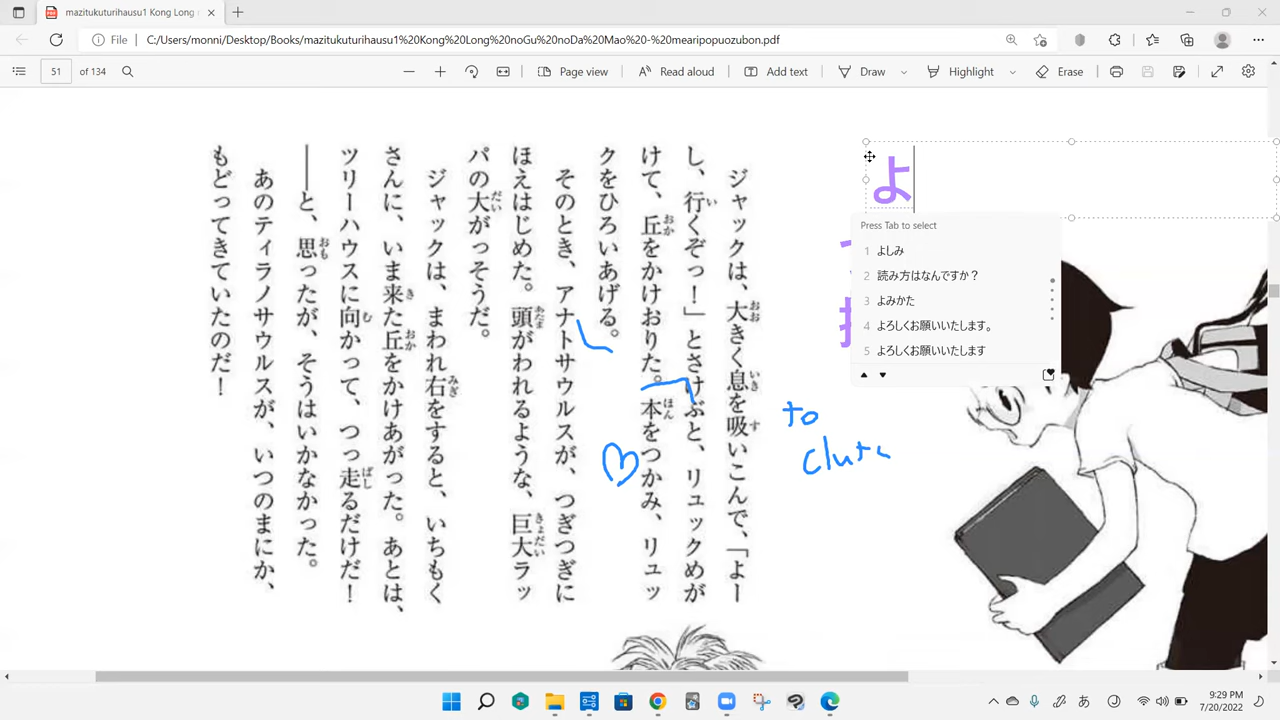 mazitukuturihausu1 Kong Long
File
C:/Users/monni/Desktop/Books/mazitukuturihausu1%20Kong%20Long%20noGu%20noDa%20Mao%20-%20mearipopuozubon.pdf
51 of 134
Page view
Read aloud
Add text
Draw
Highlight
Erase
ジャックは、大きく息を吸いこんで、「よー
し、行くぞっ！」とさけぶと、リュックめが
けて、丘をかけおりた。本をつかみ、リュッ
クをひろいあげる。
そのとき、アナトサウルスが、つぎつぎに
ほえはじめた。頭がわれるような、巨大ラッ
パの大がっそうだ。
ジャックは、まわれ右をすると、いちもく
さんに、いま来た丘をかけあがった。あとは、
ツリーハウスに向かって、つっ走るだけだ！
――と、思ったが、そうはいかなかった。
あのティラノサウルスが、いつのまにか、
もどってきていたのだ！
よ
Press Tab to select
1 よしみ
2 読み方はなんですか？
3 よみかた
4 よろしくお願いいたします。
5 よろしくお願いいたします
to
clutc
あ
9:29 PM
7/20/2022